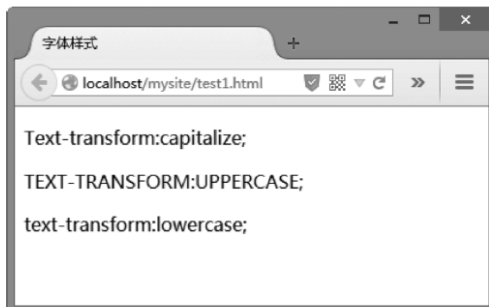 字体样式
localhost/mysite/test1.html
Text-transform:capitalize;
TEXT-TRANSFORM:UPPERCASE;
text-transform:lowercase;